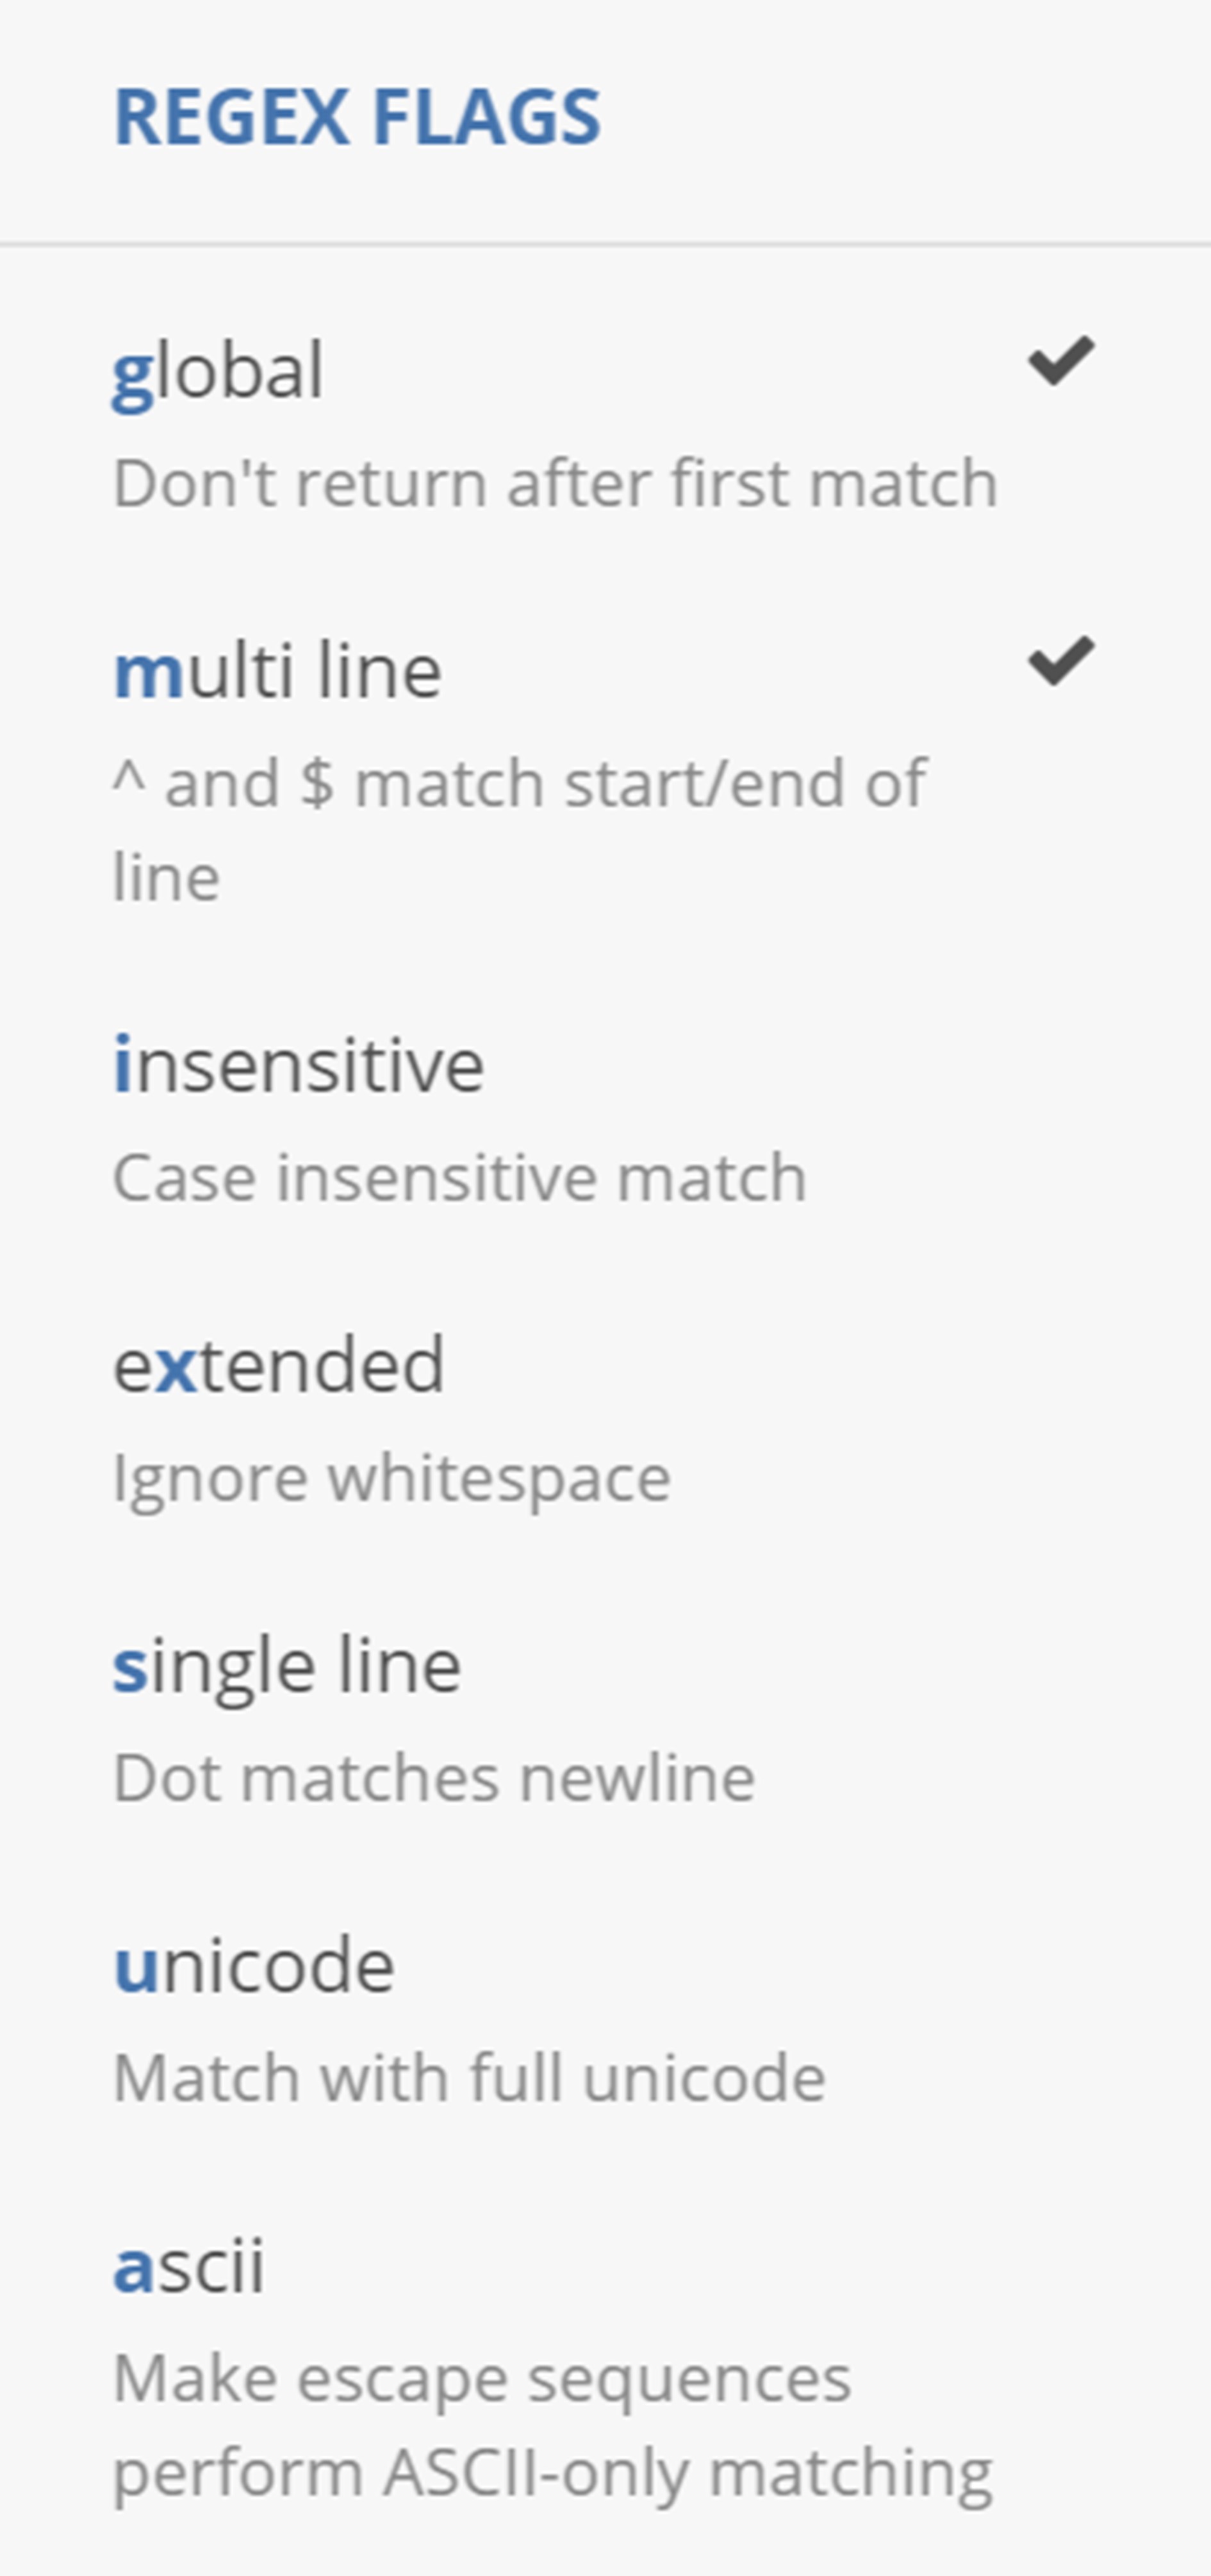 REGEX FLAGS
global
Don't return after first match
multi line
^ and $ match start/end of
line
insensitive
Case insensitive match
extended
Ignore whitespace
single line
Dot matches newline
unicode
Match with full unicode
ascii
Make escape sequences
perform ASCII-only matching